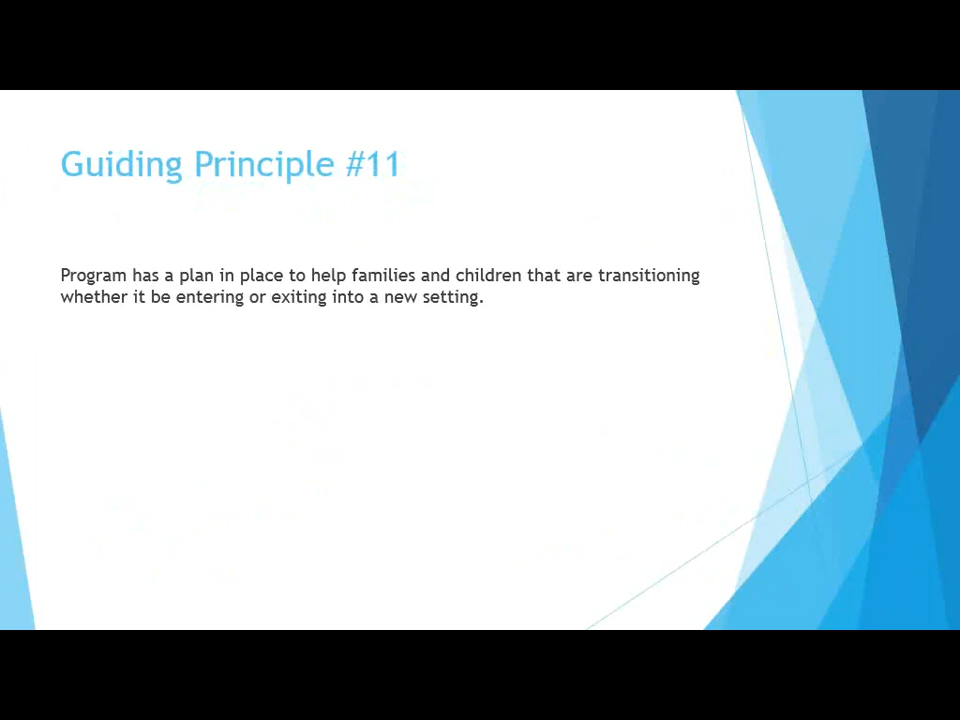 Guiding Principle #11
Program has a plan in place to help families and children that are transitioning
whether it be entering or exiting into a new setting.